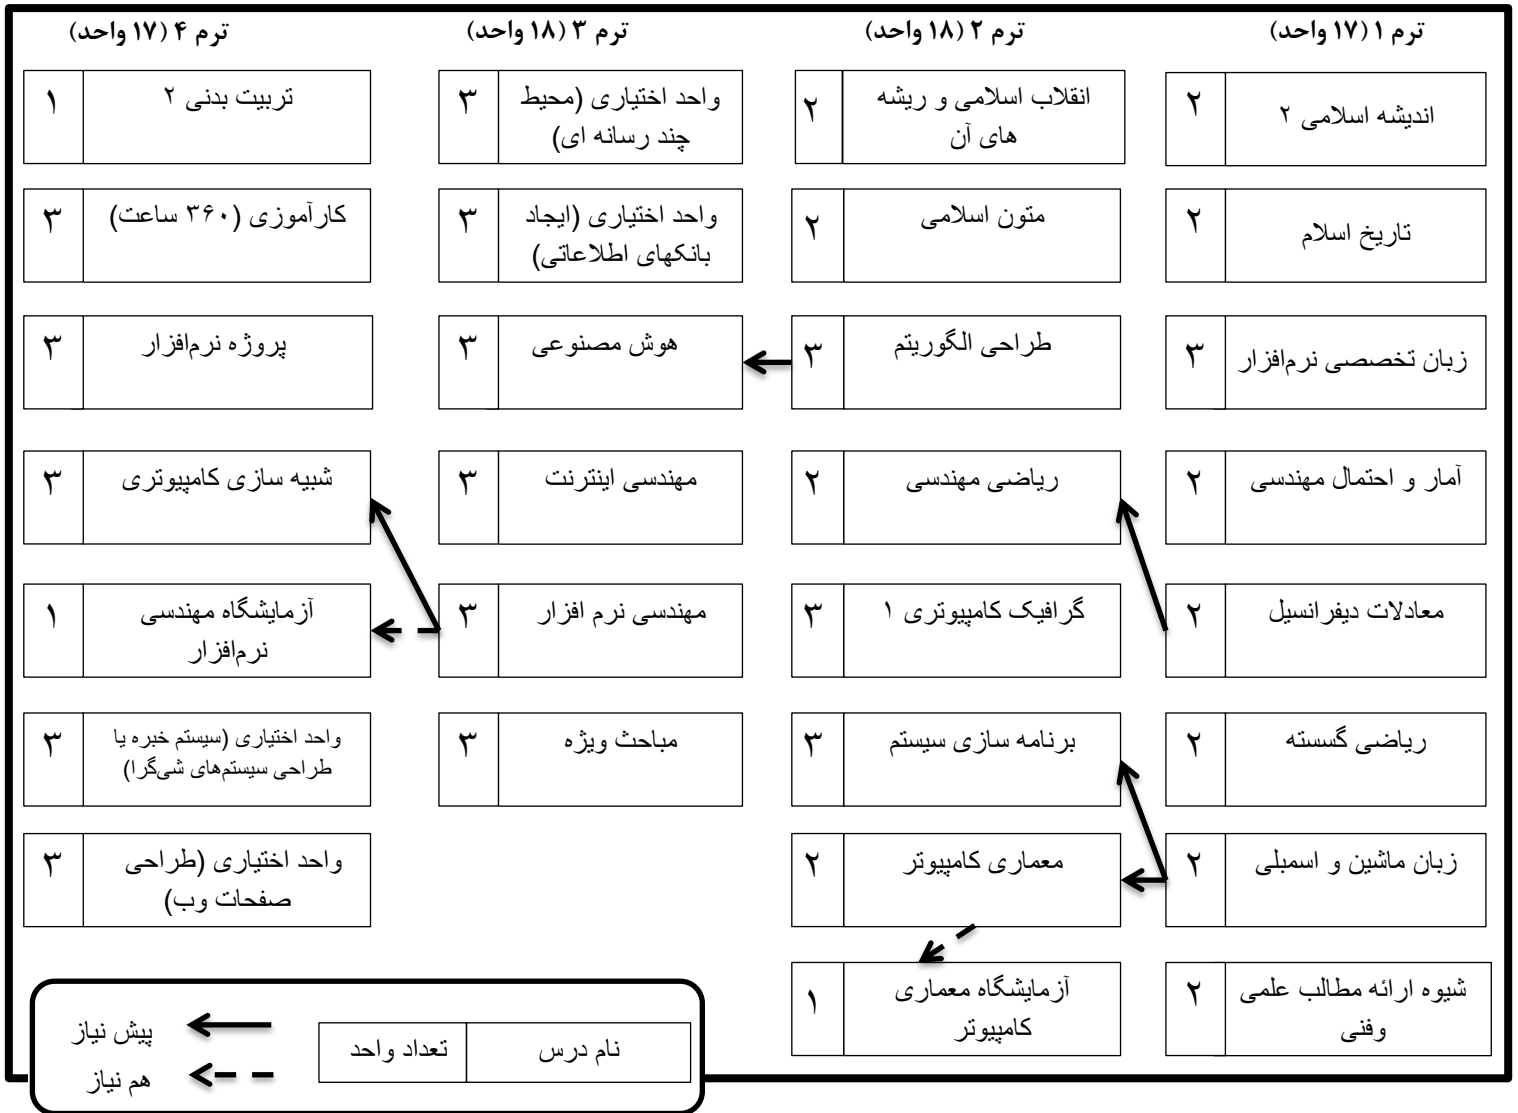 ترم ۱ (۱۷ واحد)
اندیشه اسلامی ۲
۲
تاریخ اسلام
۲
زبان تخصصی نرم‌افزار
۳
آمار و احتمال مهندسی
۲
معادلات دیفرانسیل
۲
ریاضی گسسته
۲
زبان ماشین و اسمبلی
۲
شیوه ارائه مطالب علمی
وفنی
۲
ترم ۲ (۱۸ واحد)
انقلاب اسلامی و ریشه
های آن
۲
متون اسلامی
۲
طراحی الگوریتم
۳
ریاضی مهندسی
۲
گرافیک کامپیوتری ۱
۳
برنامه سازی سیستم
۳
معماری کامپیوتر
۲
آزمایشگاه معماری
کامپیوتر
۱
ترم ۳ (۱۸ واحد)
واحد اختیاری (محیط
چند رسانه ای)
۳
واحد اختیاری (ایجاد
بانکهای اطلاعاتی)
۳
هوش مصنوعی
۳
مهندسی اینترنت
۳
مهندسی نرم افزار
۳
مباحث ویژه
۳
ترم ۴ (۱۷ واحد)
تربیت بدنی ۲
۱
کارآموزی (۳۶۰ ساعت)
۳
پروژه نرم‌افزار
۳
شبیه سازی کامپیوتری
۳
آزمایشگاه مهندسی
نرم‌افزار
۱
واحد اختیاری (سیستم خبره یا
طراحی سیستم‌های شی‌گرا)
۳
واحد اختیاری (طراحی
صفحات وب)
۳
نام درس
تعداد واحد
پیش نیاز
هم نیاز